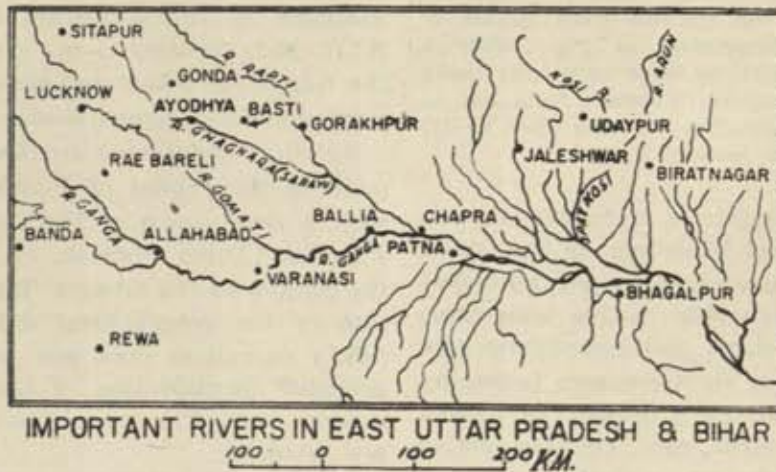 SITAPUR
R. RAPTI
R. ARUN
GONDA
KOSI R.
LUCKNOW
AYODHYA
BASTI
GORAKHPUR
UDAYPUR
R. GHAGHARA (SARAYU)
JALESHWAR
RAE BARELI
BIRATNAGAR
R. GOMATI
R. GANGA
SAPT KOSI
BALLIA
CHAPRA
BANDA
ALLAHABAD
R. GANGA
PATNA
VARANASI
BHAGALPUR
REWA
IMPORTANT RIVERS IN EAST UTTAR PRADESH & BIHAR
100 0 100 200 KM.